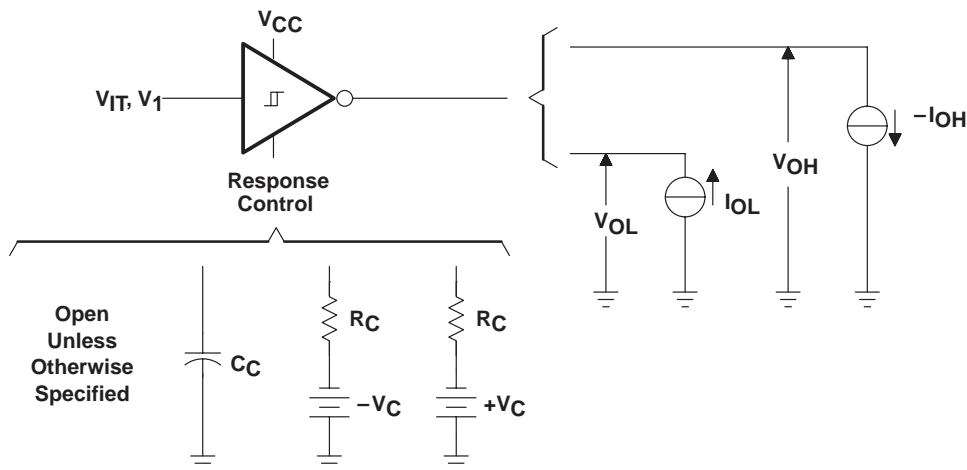 VCC
VIT, V1
Response
Control
–IOH
VOH
IOL
VOL
Open
Unless
Otherwise
Specified
CC
RC
–VC
RC
+VC